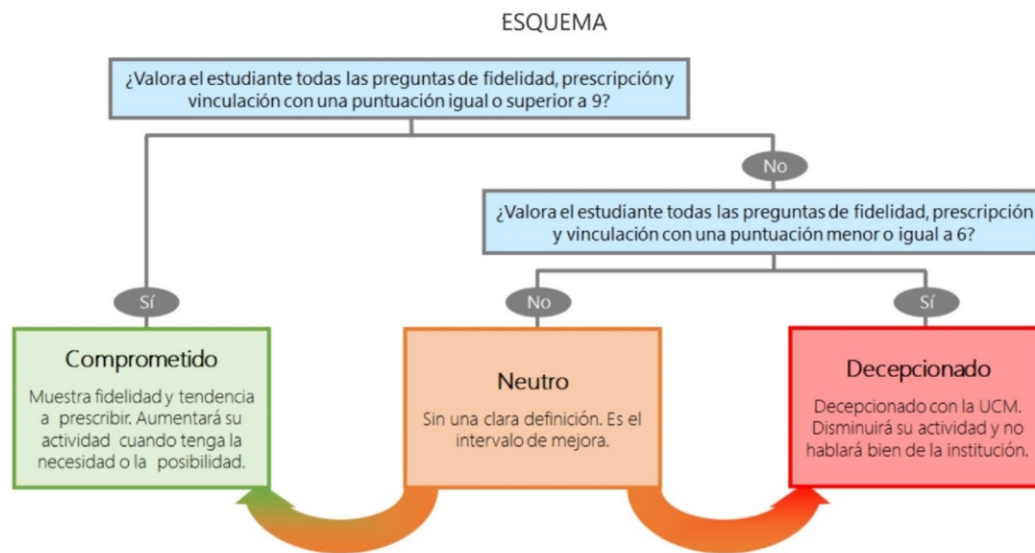 ESQUEMA
¿Valora el estudiante todas las preguntas de fidelidad, prescripción y
vinculación con una puntuación igual o superior a 9?
No
¿Valora el estudiante todas las preguntas de fidelidad, prescripción
y vinculación con una puntuación menor o igual a 6?
Sí
No
Sí
Comprometido
Muestra fidelidad y tendencia
a prescribir. Aumentará su
actividad cuando tenga la
necesidad o la posibilidad.
Neutro
Sin una clara definición. Es el
intervalo de mejora.
Decepcionado
Decepcionado con la UCM.
Disminuirá su actividad y no
hablará bien de la institución.